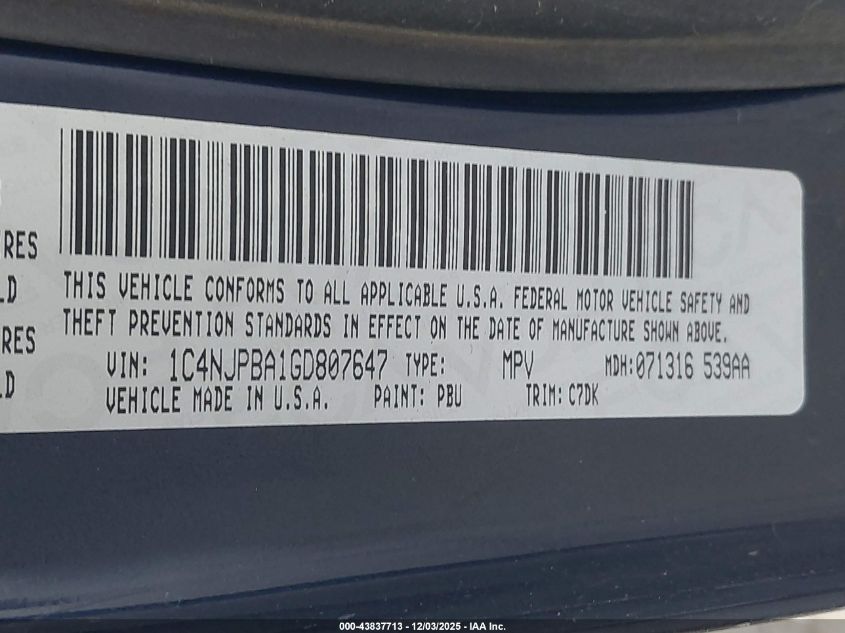 RES
LD
RES
LD
THIS VEHICLE CONFORMS TO ALL APPLICABLE U.S.A. FEDERAL MOTOR VEHICLE SAFETY AND
THEFT PREVENTION STANDARDS IN EFFECT ON THE DATE OF MANUFACTURE SHOWN ABOVE.
VIN: 1C4NJPBA1GD807647 TYPE: MPV MDH:071316 539AA
VEHICLE MADE IN U.S.A. PAINT: PBU TRIM: C7DK
000-43837713 - 12/03/2025 - IAA Inc.